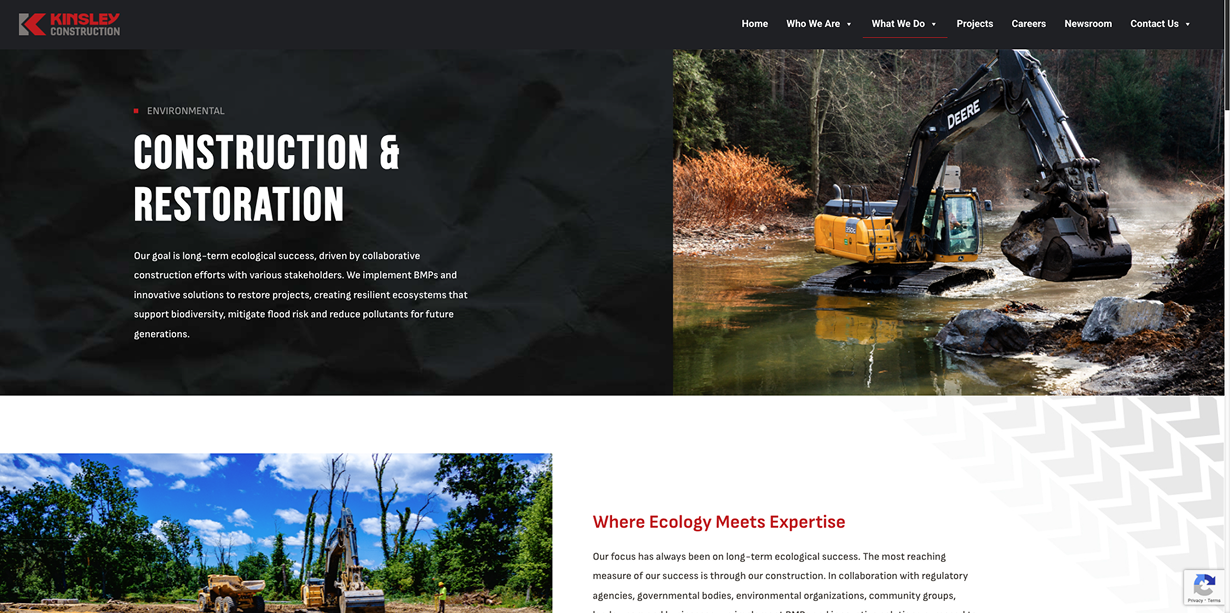 KINSLEY
CONSTRUCTION
Home Who We Are What We Do Projects Careers Newsroom Contact Us
ENVIRONMENTAL
CONSTRUCTION &
RESTORATION
Our goal is long-term ecological success, driven by collaborative
construction efforts with various stakeholders. We implement BMPs and
innovative solutions to restore projects, creating resilient ecosystems that
support biodiversity, mitigate flood risk and reduce pollutants for future
generations.
DEERE
250G
Where Ecology Meets Expertise
Our focus has always been on long-term ecological success. The most reaching
measure of our success is through our construction. In collaboration with regulatory
agencies, governmental bodies, environmental organizations, community groups,
Privacy - Terms